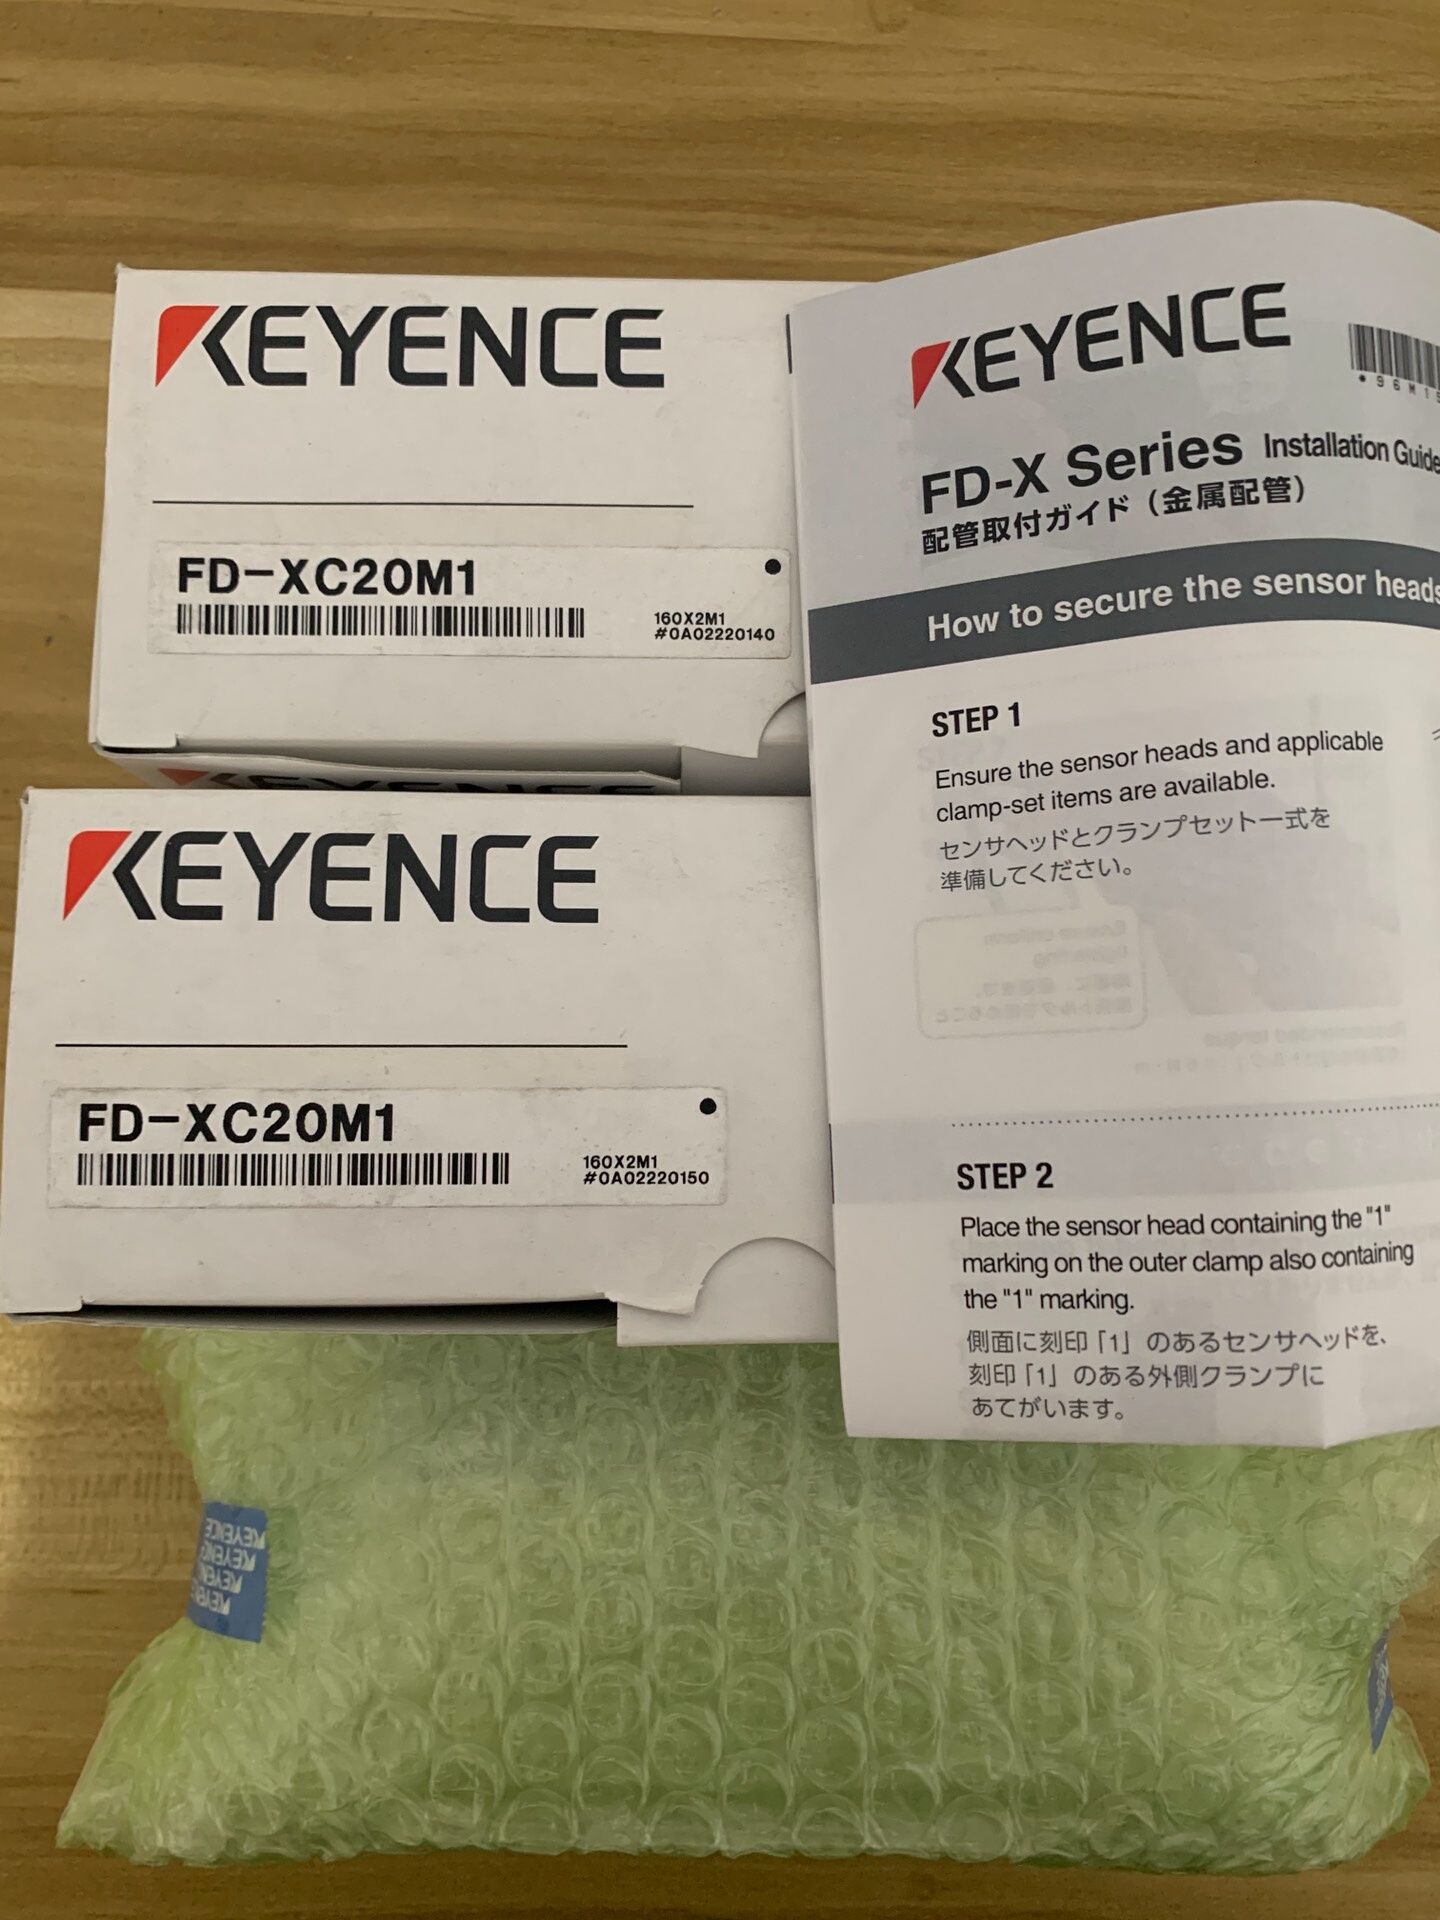 KEYENCE
FD-XC20M1
160X2M1
#0A02220140
KEYENCE
KEYENCE
FD-XC20M1
160X2M1
#0A02220150
KEYENCE
FD-X Series Installation Guide
配管取付ガイド（金属配管）
How to secure the sensor heads
STEP 1
Ensure the sensor heads and applicable
clamp-set items are available.
センサヘッドとクランプセット一式を
準備してください。
STEP 2
Place the sensor head containing the "1"
marking on the outer clamp also containing
the "1" marking.
側面に刻印「1」のあるセンサヘッドを、
刻印「1」のある外側クランプに
あてがいます。
KEYENCE
KEYENCE
KEYENCE
KEYENCE